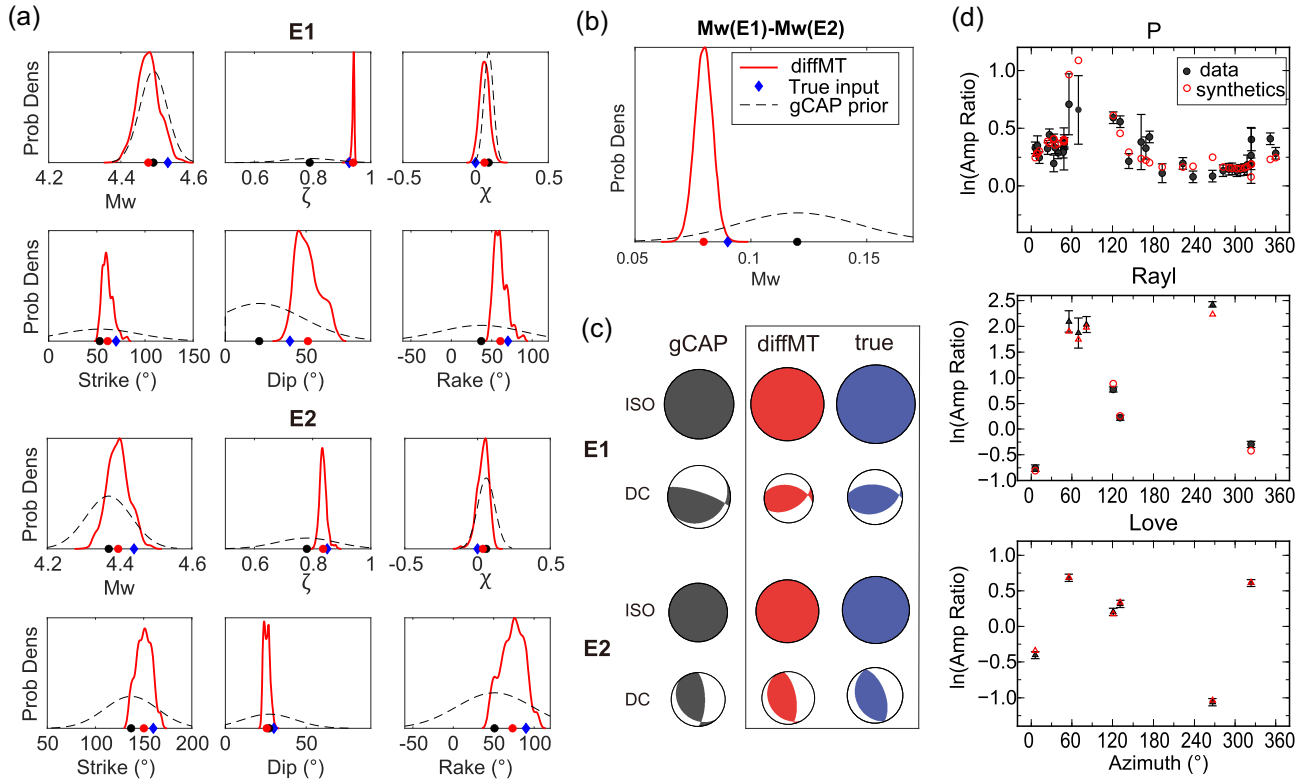 (a)
E1
Prob Dens
4.2 4.4 4.6
Mw
0.5 0.6 0.8 1
ζ
-0.5 0 0.5
χ
Prob Dens
0 50 100 150
Strike (°)
0 50
Dip (°)
-50 0 50 100
Rake (°)
E2
Prob Dens
4.2 4.4 4.6
Mw
0.5 0.6 0.8 1
ζ
-0.5 0 0.5
χ
Prob Dens
50 100 150 200
Strike (°)
0 50
Dip (°)
-50 0 50 100
Rake (°)
(b)
Mw(E1)-Mw(E2)
diffMT
True input
gCAP prior
Prob Dens
0.05 0.1 0.15
Mw
(c)
gCAP diffMT true
ISO
E1
DC
ISO
E2
DC
(d)
P
data
synthetics
ln(Amp Ratio)
1.0
0.5
0.0
0 60 120 180 240 300 360
Rayl
ln(Amp Ratio)
2.5
2.0
1.5
1.0
0.5
0.0
−0.5
−1.0
0 60 120 180 240 300 360
Love
ln(Amp Ratio)
1.0
0.5
0.0
−0.5
−1.0
0 60 120 180 240 300 360
Azimuth (°)